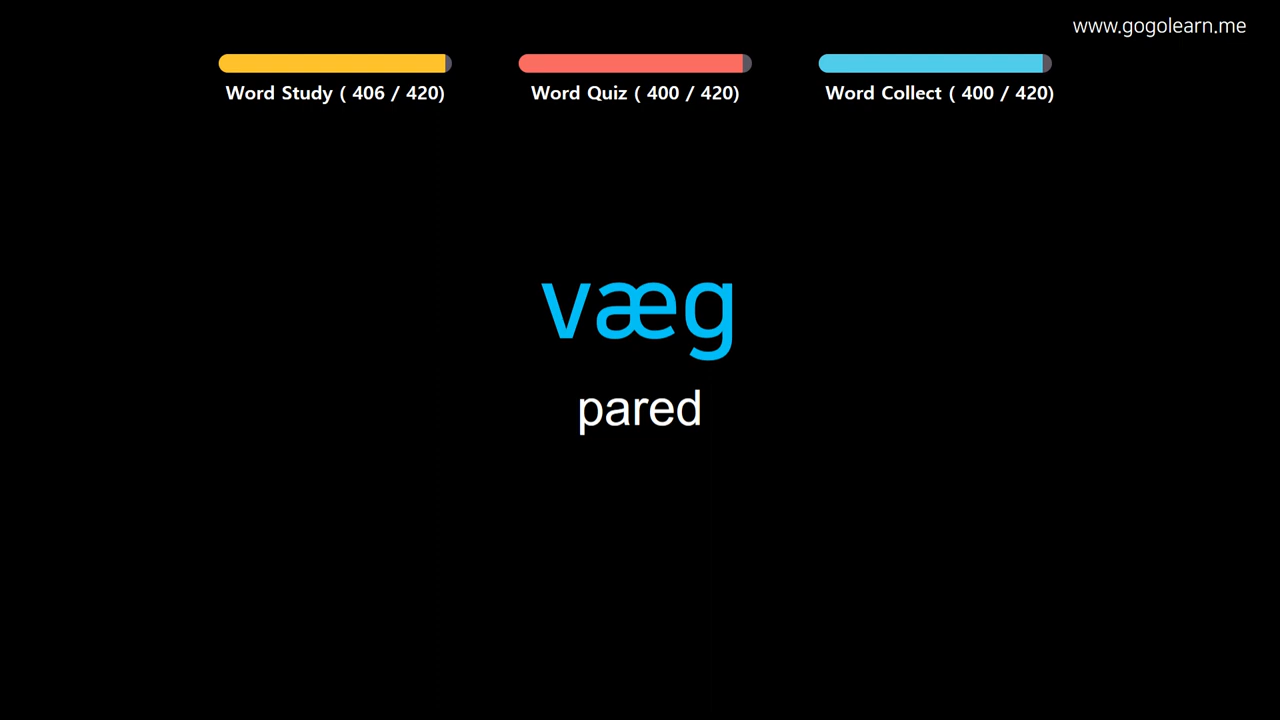 www.gogolearn.me
Word Study ( 406 / 420)
Word Quiz ( 400 / 420)
Word Collect ( 400 / 420)
væg
pared